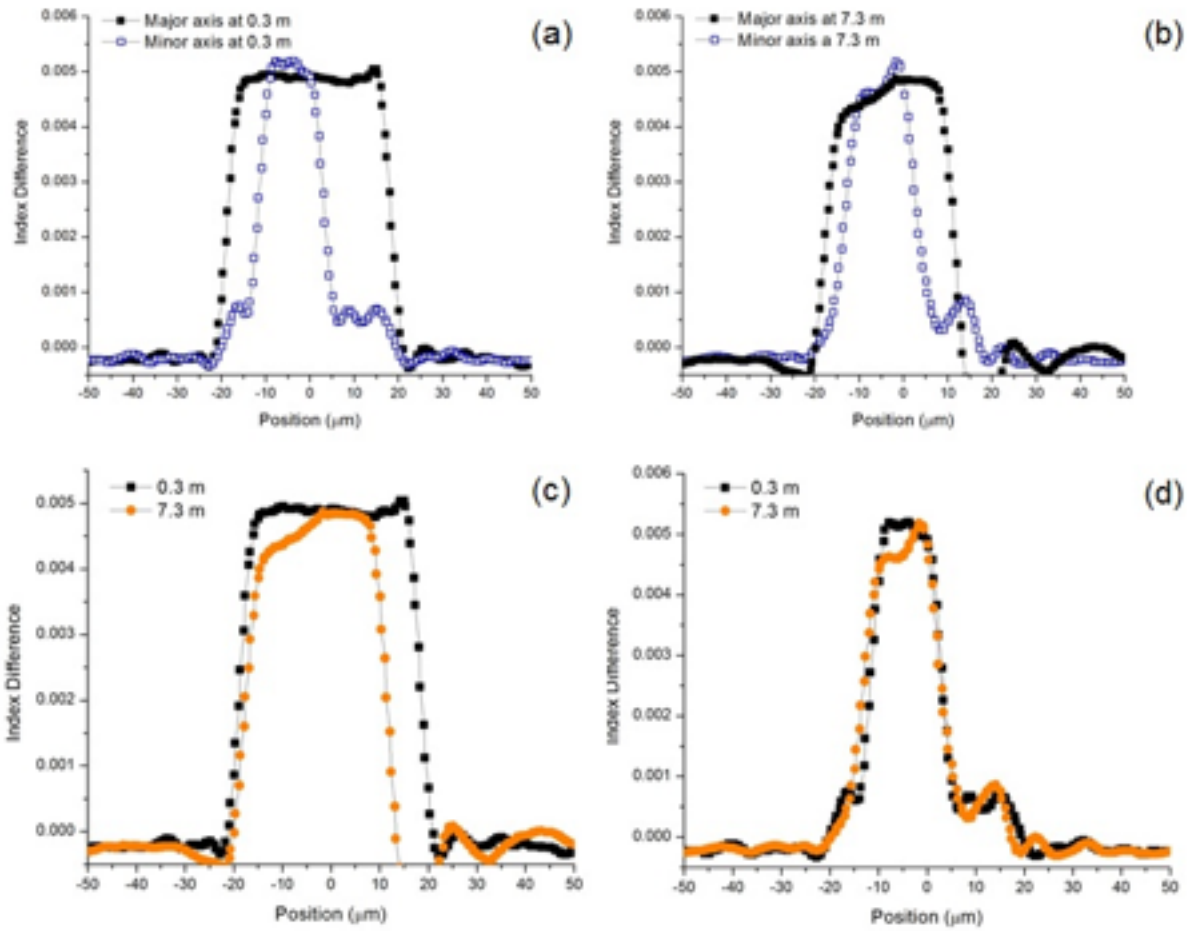 (a)
Major axis at 0.3 m
Minor axis at 0.3 m
0.006
0.005
0.004
0.003
0.002
0.001
0.000
Index Difference
-50 -40 -30 -20 -10 0 10 20 30 40 50
Position (μm)
(b)
Major axis at 7.3 m
Minor axis a 7.3 m
0.006
0.005
0.004
0.003
0.002
0.001
0.000
Index Difference
-50 -40 -30 -20 -10 0 10 20 30 40 50
Position (μm)
(c)
0.3 m
7.3 m
0.005
0.004
0.003
0.002
0.001
0.000
Index Difference
-50 -40 -30 -20 -10 0 10 20 30 40 50
Position (μm)
(d)
0.3 m
7.3 m
0.006
0.005
0.004
0.003
0.002
0.001
0.000
Index Difference
-50 -40 -30 -20 -10 0 10 20 30 40 50
Position (μm)